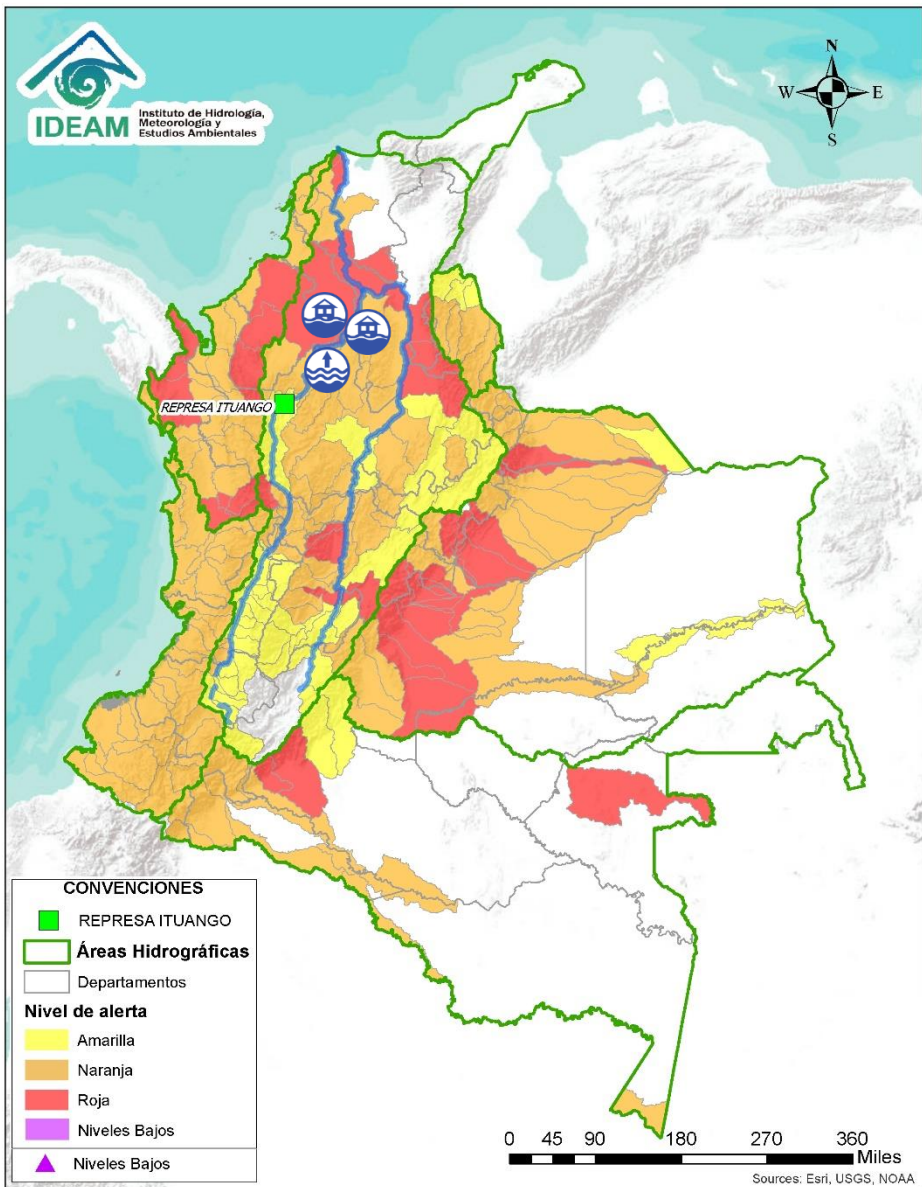 IDEAM
Instituto de Hidrología,
Meteorología y
Estudios Ambientales
N
W E
S
REPRESA ITUANGO
CONVENCIONES
REPRESA ITUANGO
Áreas Hidrográficas
Departamentos
Nivel de alerta
Amarilla
Naranja
Roja
Niveles Bajos
Niveles Bajos
0 45 90 180 270 360
Miles
Sources: Esri, USGS, NOAA